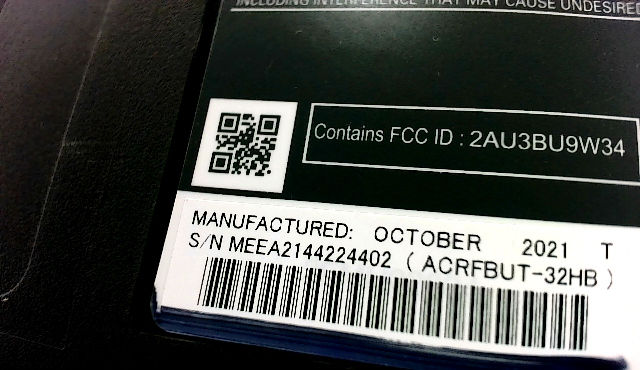 INCLUDING INTERFERENCE THAT MAY CAUSE UNDESIRED
Contains FCC ID : 2AU3BU9W34
MANUFACTURED: OCTOBER 2021 T
S/N MEEA2144224402 ( ACRFBUT-32HB )